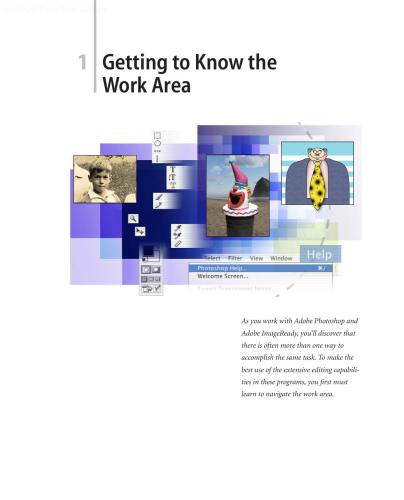 1 Getting to Know the
Work Area
T
T
Select Filter View Window Help
Photoshop Help... ⌘/
Welcome Screen...
As you work with Adobe Photoshop and
Adobe ImageReady, you'll discover that
there is often more than one way to
accomplish the same task. To make the
best use of the extensive editing capabili-
ties in these programs, you first must
learn to navigate the work area.